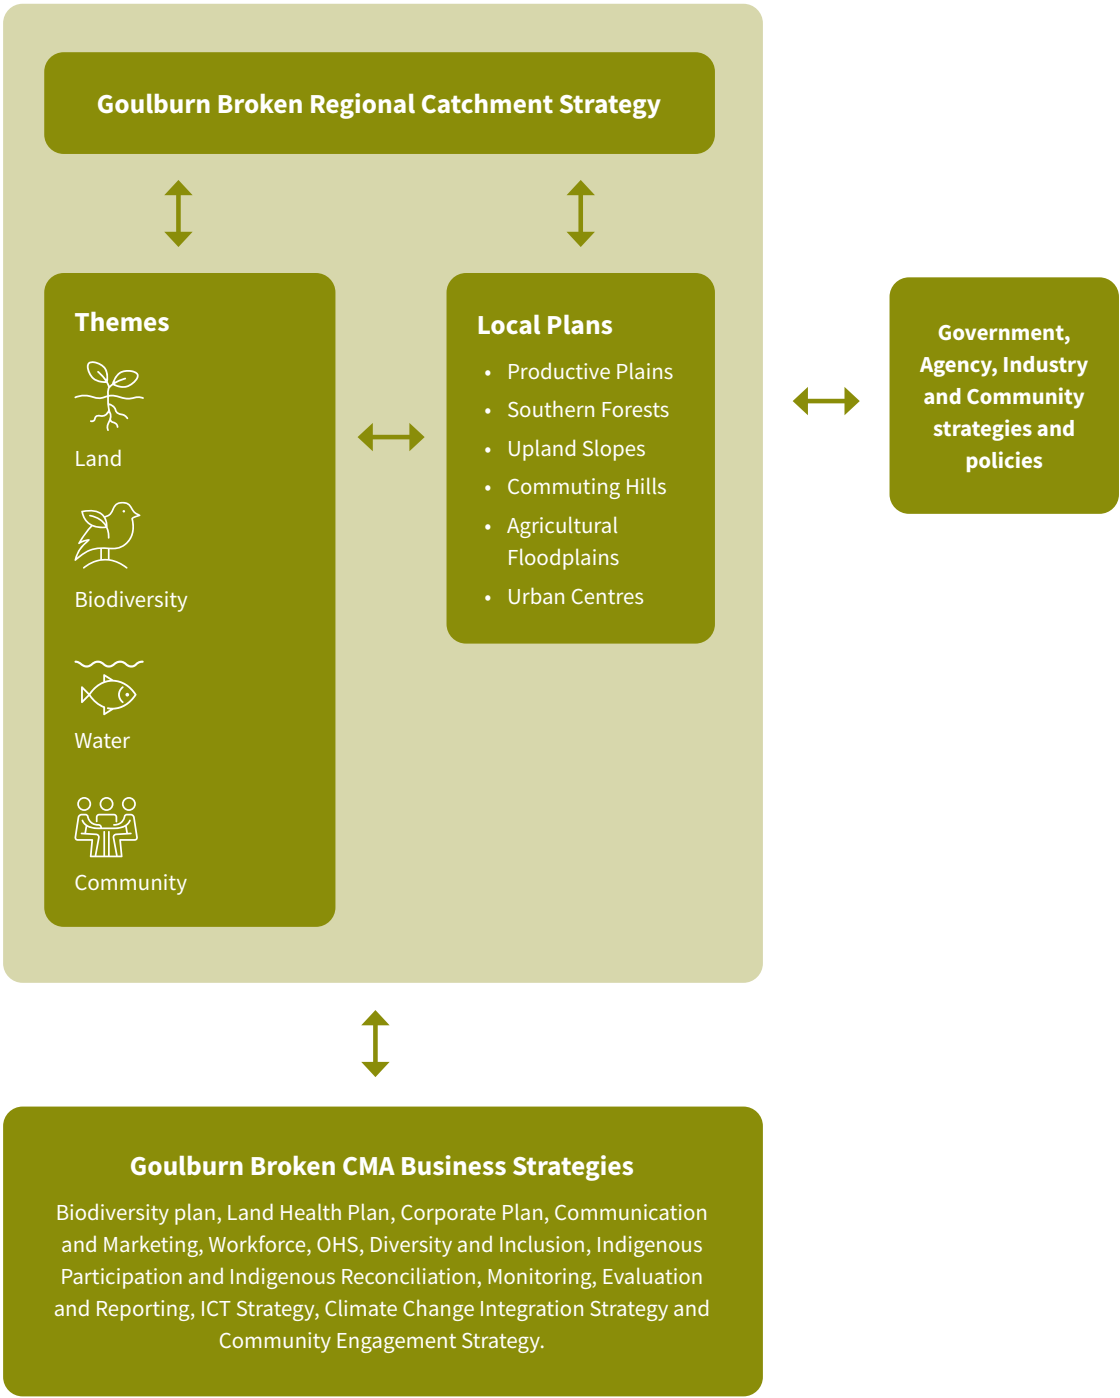 Goulburn Broken Regional Catchment Strategy
Themes
Land
Biodiversity
Water
Community
Local Plans
• Productive Plains
• Southern Forests
• Upland Slopes
• Commuting Hills
• Agricultural
Floodplains
• Urban Centres
Government,
Agency, Industry
and Community
strategies and
policies
Goulburn Broken CMA Business Strategies
Biodiversity plan, Land Health Plan, Corporate Plan, Communication
and Marketing, Workforce, OHS, Diversity and Inclusion, Indigenous
Participation and Indigenous Reconciliation, Monitoring, Evaluation
and Reporting, ICT Strategy, Climate Change Integration Strategy and
Community Engagement Strategy.